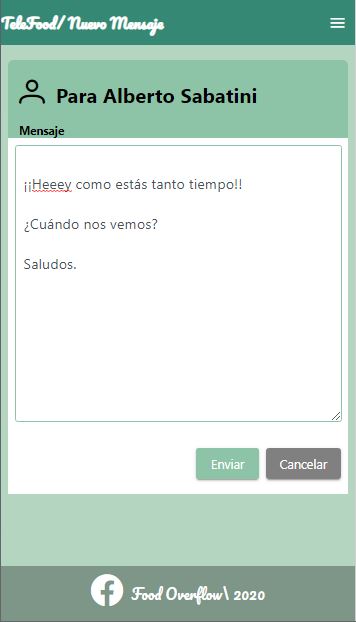 TeleFood/ Nuevo Mensaje
Para Alberto Sabatini
Mensaje
¡¡Heeey como estás tanto tiempo!!
¿Cuándo nos vemos?
Saludos.
Enviar Cancelar
Food Overflow\ 2020